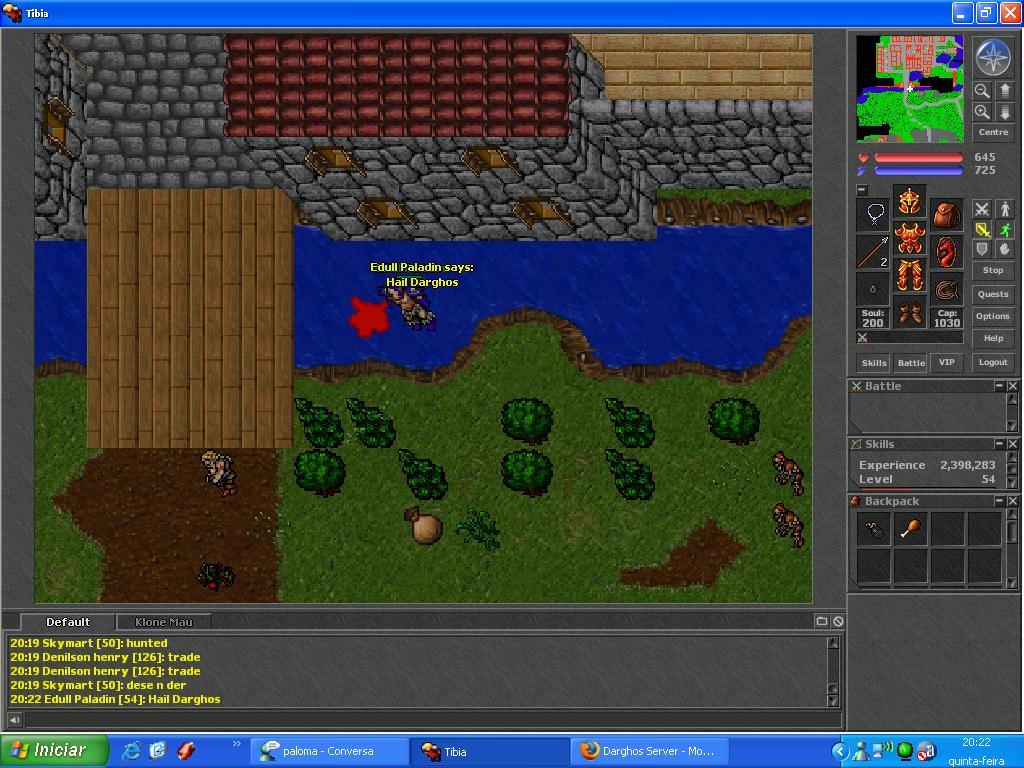 Tibia
Edull Paladin says:
Hail Darghos
Centre
645
725
2
Soul:
200
Cap:
1030
Stop
Quests
Options
Help
Skills
Battle
VIP
Logout
Battle
Skills
Experience 2,398,283
Level 54
Backpack
Default
Klone Mau
20:19 Skymart [50]: hunted
20:19 Denilson henry [126]: trade
20:19 Denilson henry [126]: trade
20:19 Skymart [50]: dese n der
20:22 Edull Paladin [54]: Hail Darghos
Iniciar
paloma - Conversa
Tibia
Darghos Server - Mo...
20:22
quinta-feira